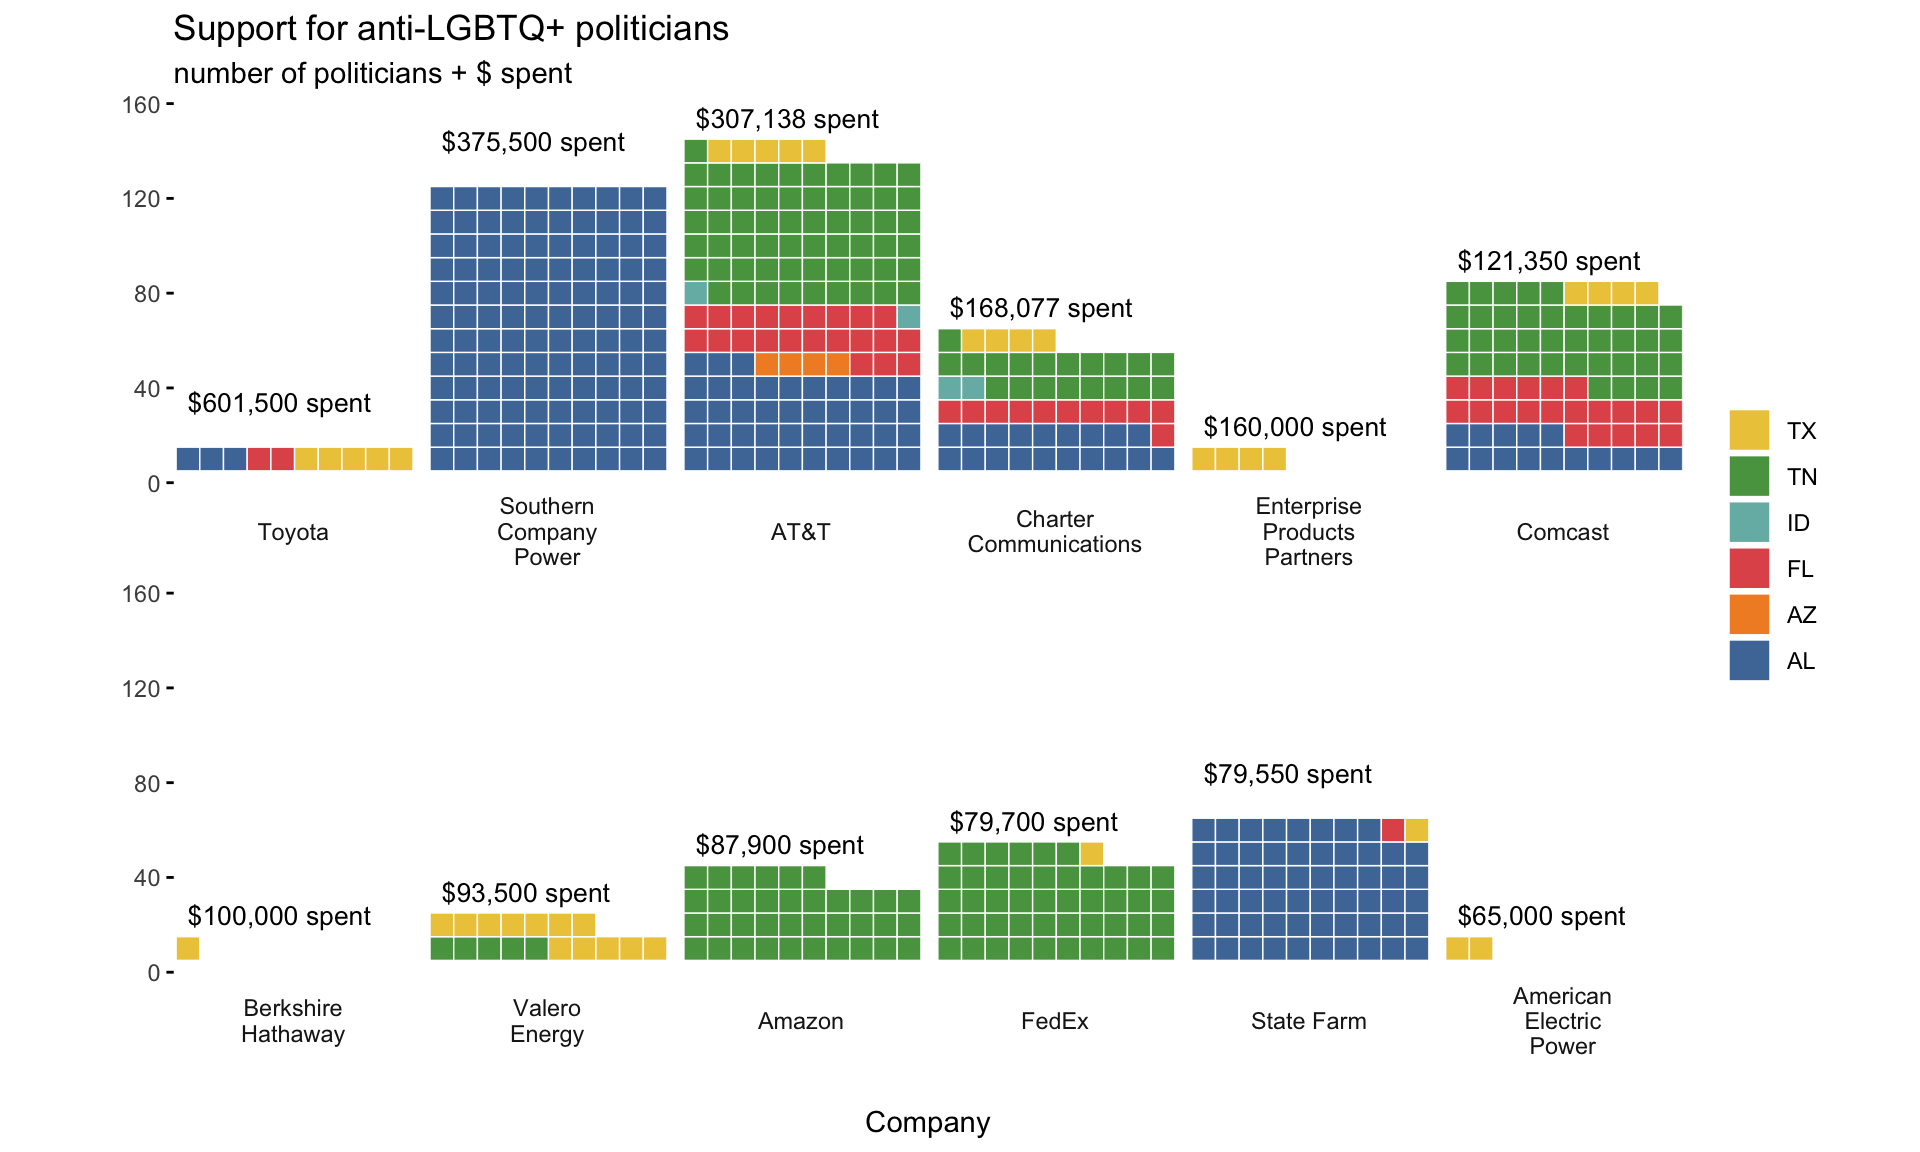 Support for anti-LGBTQ+ politicians
number of politicians + $ spent
160
120
80
40
0
$601,500 spent
$375,500 spent
$307,138 spent
$168,077 spent
$160,000 spent
$121,350 spent
Toyota
Southern
Company
Power
AT&T
Charter
Communications
Enterprise
Products
Partners
Comcast
TX
TN
ID
FL
AZ
AL
160
120
80
40
0
$100,000 spent
$93,500 spent
$87,900 spent
$79,700 spent
$79,550 spent
$65,000 spent
Berkshire
Hathaway
Valero
Energy
Amazon
FedEx
State Farm
American
Electric
Power
Company